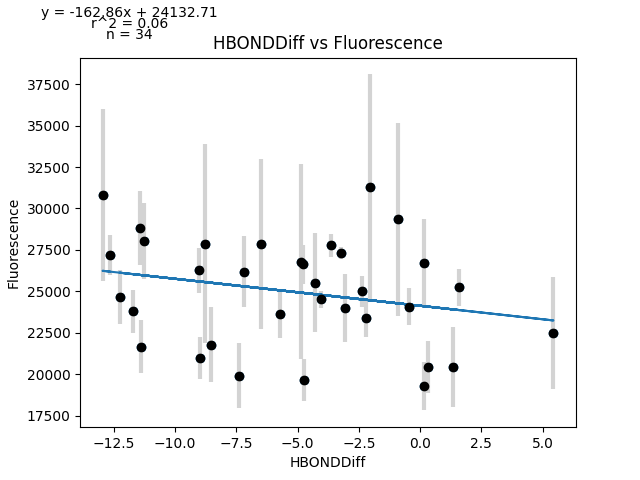 y = -162.86x + 24132.71
r^2 = 0.06
n = 34
HBONDDiff vs Fluorescence
37500
35000
32500
30000
27500
25000
22500
20000
17500
Fluorescence
−12.5 −10.0 −7.5 −5.0 −2.5 0.0 2.5 5.0
HBONDDiff